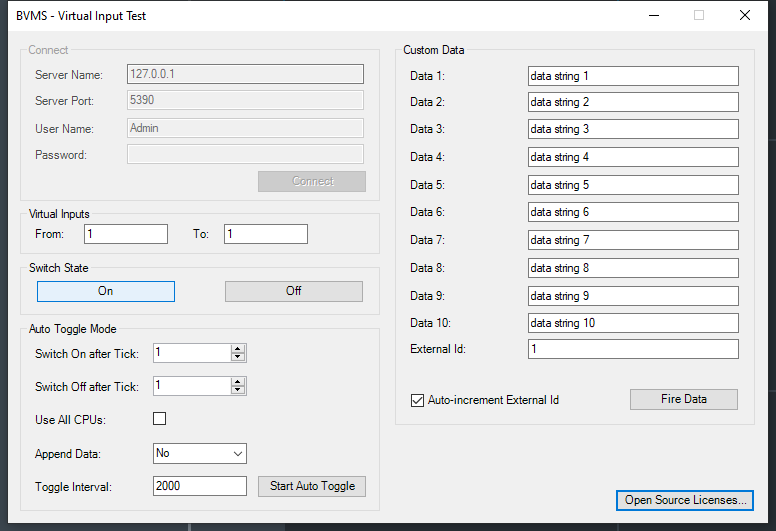 BVMS - Virtual Input Test
Connect
Server Name: 127.0.0.1
Server Port: 5390
User Name: Admin
Password:
Connect
Virtual Inputs
From: 1 To: 1
Switch State
On Off
Auto Toggle Mode
Switch On after Tick: 1
Switch Off after Tick: 1
Use All CPUs:
Append Data: No
Toggle Interval: 2000 Start Auto Toggle
Custom Data
Data 1: data string 1
Data 2: data string 2
Data 3: data string 3
Data 4: data string 4
Data 5: data string 5
Data 6: data string 6
Data 7: data string 7
Data 8: data string 8
Data 9: data string 9
Data 10: data string 10
External Id: 1
Auto-increment External Id Fire Data
Open Source Licenses...